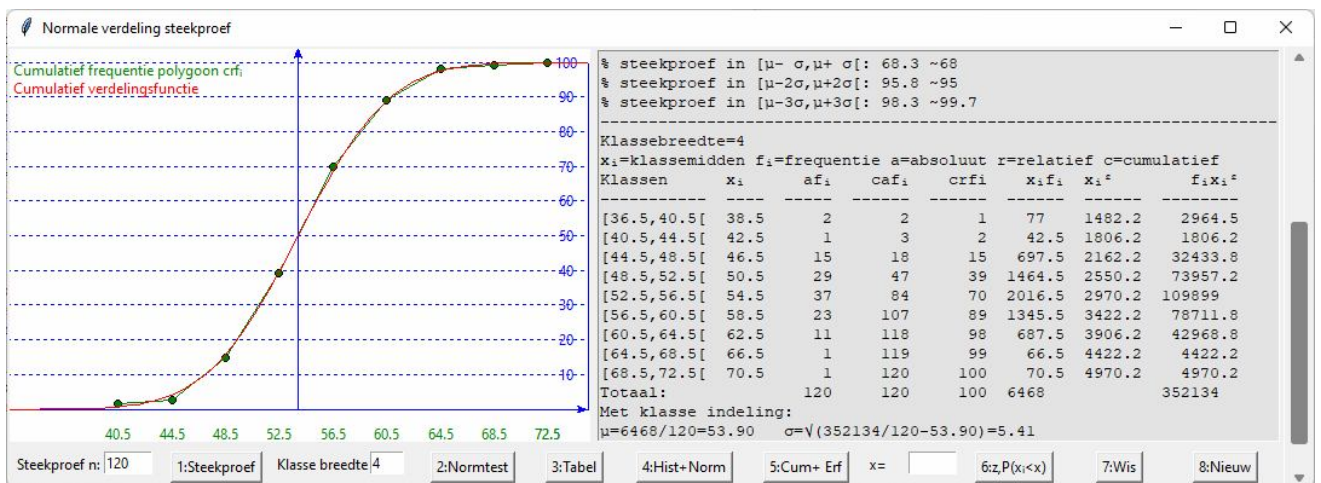 Normale verdeling steekproef
Cumulatief frequentie polygoon crfᵢ
Cumulatief verdelingsfunctie
100
90
80
70
60
50
40
30
20
10
40.5 44.5 48.5 52.5 56.5 60.5 64.5 68.5 72.5
% steekproef in [µ- σ,µ+ σ[: 68.3 ~68
% steekproef in [µ-2σ,µ+2σ[: 95.8 ~95
% steekproef in [µ-3σ,µ+3σ[: 98.3 ~99.7
Klassebreedte=4
xᵢ=klassemidden fᵢ=frequentie a=absoluut r=relatief c=cumulatief
Klassen xᵢ afᵢ cafᵢ crfi xᵢfᵢ xᵢ² fᵢxᵢ²
[36.5,40.5[ 38.5 2 2 1 77 1482.2 2964.5
[40.5,44.5[ 42.5 1 3 2 42.5 1806.2 1806.2
[44.5,48.5[ 46.5 15 18 15 697.5 2162.2 32433.8
[48.5,52.5[ 50.5 29 47 39 1464.5 2550.2 73957.2
[52.5,56.5[ 54.5 37 84 70 2016.5 2970.2 109899
[56.5,60.5[ 58.5 23 107 89 1345.5 3422.2 78711.8
[60.5,64.5[ 62.5 11 118 98 687.5 3906.2 42968.8
[64.5,68.5[ 66.5 1 119 99 66.5 4422.2 4422.2
[68.5,72.5[ 70.5 1 120 100 70.5 4970.2 4970.2
Totaal: 120 120 100 6468 352134
Met klasse indeling:
µ=6468/120=53.90 σ=√(352134/120-53.90)=5.41
Steekproef n: 120 1:Steekproef Klasse breedte 4 2:Normtest 3:Tabel 4:Hist+Norm 5:Cum+ Erf x= 6:z,P(xᵢ<x) 7:Wis 8:Nieuw